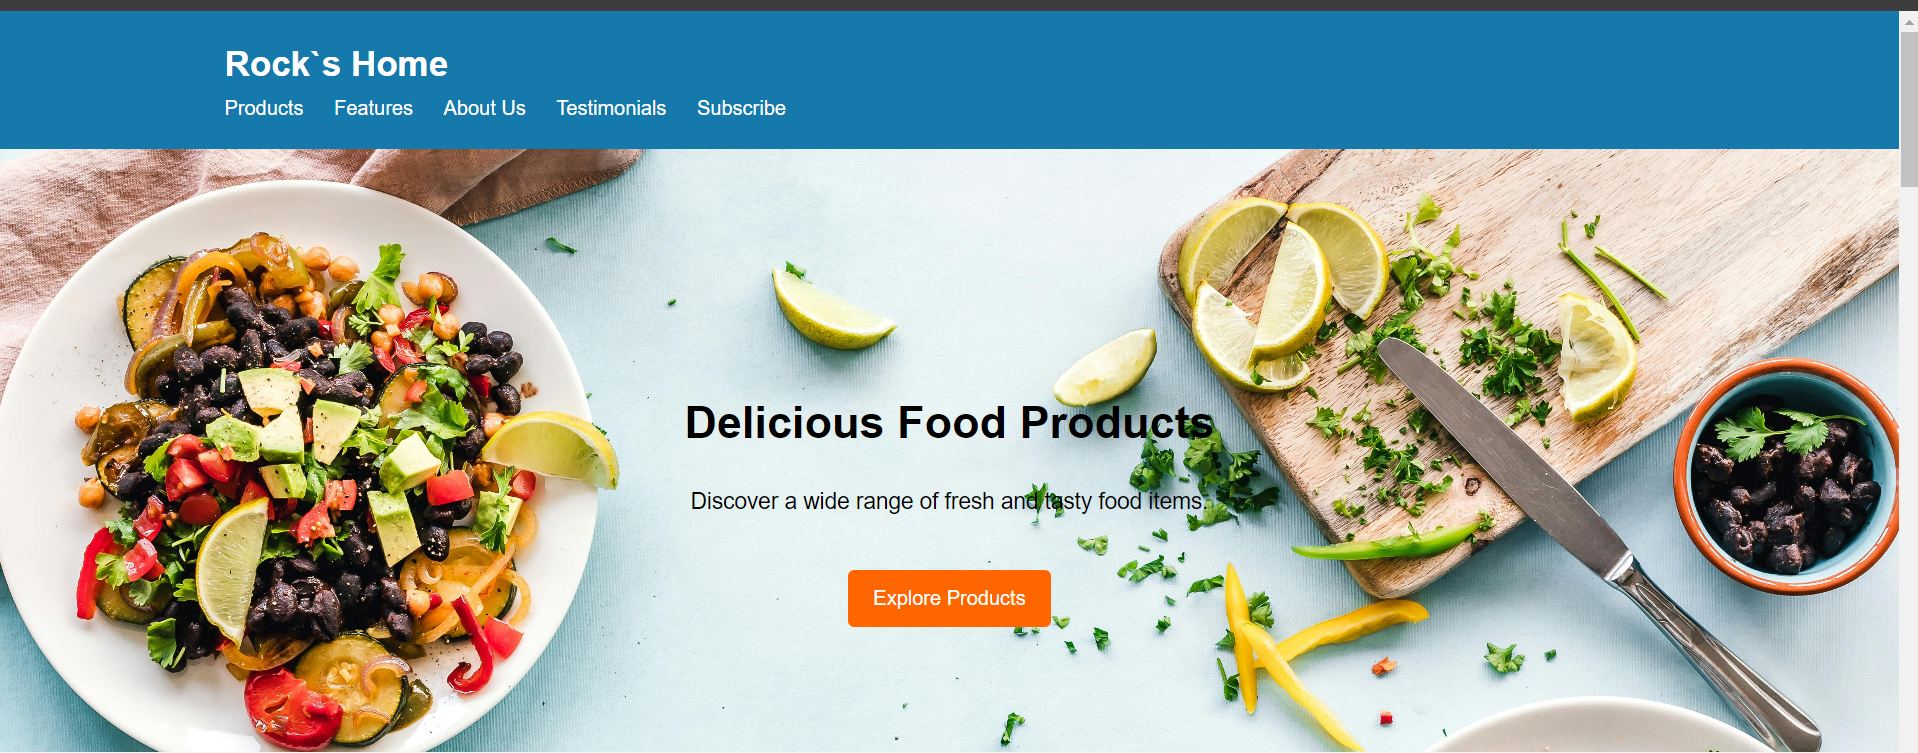 Rock`s Home
Products Features About Us Testimonials Subscribe
Delicious Food Products
Discover a wide range of fresh and tasty food items.
Explore Products